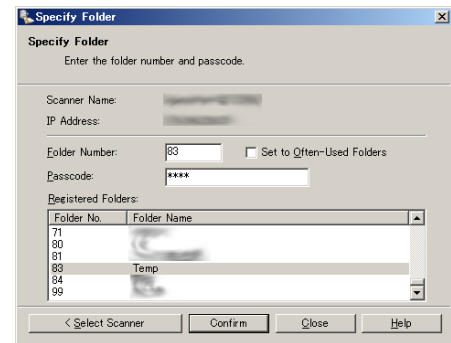 Specify Folder
Specify Folder
Enter the folder number and passcode.
Scanner Name:
IP Address:
Folder Number: 83 Set to Often-Used Folders
Passcode: ****
Registered Folders:
Folder No. Folder Name
71
80
81
83 Temp
84
99
< Select Scanner Confirm Close Help